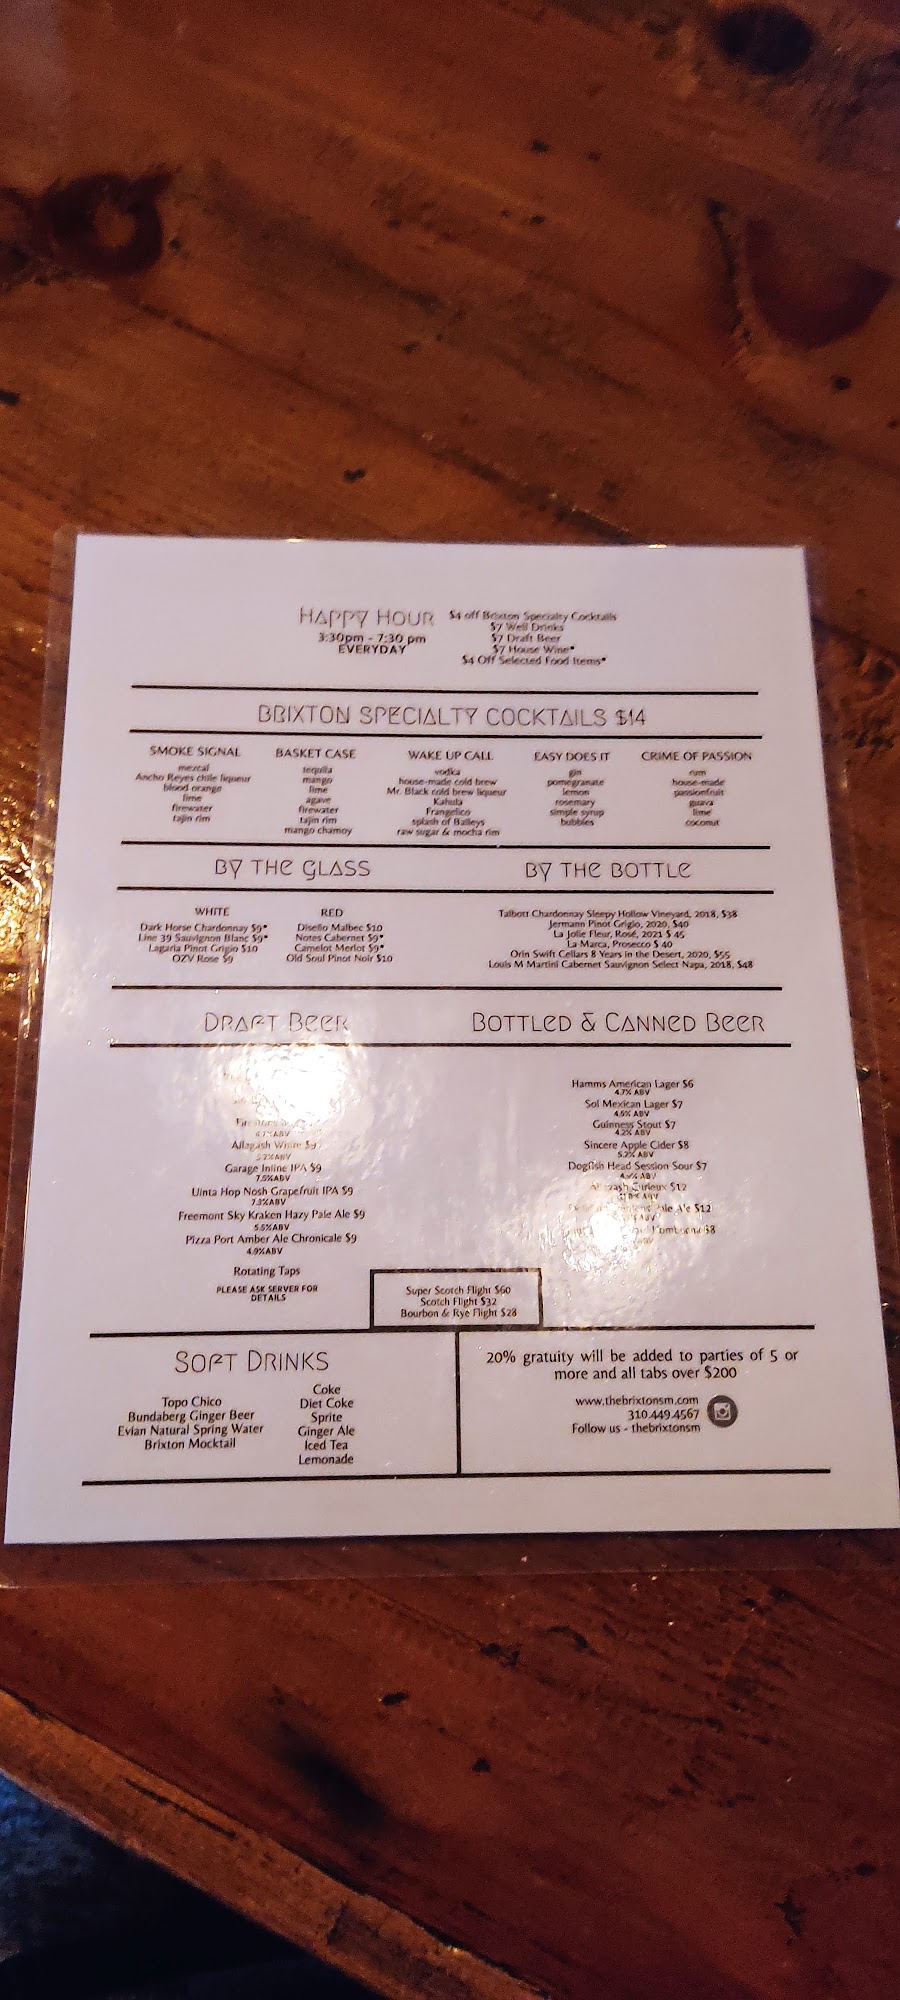 HAPPY HOUR
3:30pm - 7:30 pm
EVERYDAY
$4 off Brixton Specialty Cocktails
$7 Well Drinks
$7 Draft Beer
$7 House Wine*
$4 Off Selected Food Items*
BRIXTON SPECIALTY COCKTAILS $14
SMOKE SIGNAL
mezcal
Ancho Reyes chile liqueur
blood orange
lime
firewater
tajin rim
BASKET CASE
tequila
mango
lime
agave
firewater
tajin rim
mango chamoy
WAKE UP CALL
vodka
house-made cold brew
Mr. Black cold brew liqueur
Kahula
Frangelico
splash of Baileys
raw sugar & mocha rim
EASY DOES IT
gin
pomegranate
lemon
rosemary
simple syrup
bubbles
CRIME OF PASSION
rum
house-made
passionfruit
guava
lime
coconut
BY THE GLASS
WHITE
Dark Horse Chardonnay $9*
Line 39 Sauvignon Blanc $9*
Lagaria Pinot Grigio $10
OZV Rose $9
RED
Diseño Malbec $10
Notes Cabernet $9*
Camelot Merlot $9*
Old Soul Pinot Noir $10
BY THE BOTTLE
Talbott Chardonnay Sleepy Hollow Vineyard, 2018, $38
Jermann Pinot Grigio, 2020, $40
La Jolie Fleur, Rosé, 2021 $ 45
La Marca, Prosecco $ 40
Orin Swift Cellars 8 Years in the Desert, 2020, $55
Louis M Martini Cabernet Sauvignon Select Napa, 2018, $48
DRAFT BEER
Allagash White $9
5.2%ABV
Garage Inline IPA $9
7.5%ABV
Uinta Hop Nosh Grapefruit IPA $9
7.3%ABV
Freemont Sky Kraken Hazy Pale Ale $9
5.5%ABV
Pizza Port Amber Ale Chronicale $9
4.9%ABV
Rotating Taps
PLEASE ASK SERVER FOR
DETAILS
BOTTLED & CANNED BEER
Hamms American Lager $6
4.7% ABV
Sol Mexican Lager $7
4.5% ABV
Guinness Stout $7
4.2% ABV
Sincere Apple Cider $8
5.2% ABV
Dogfish Head Session Sour $7
ABV
Curieux $12
ABV
Pale Ale $12
ABV
Kombucha $8
Super Scotch Flight $60
Scotch Flight $32
Bourbon & Rye Flight $28
SOFT DRINKS
Topo Chico
Bundaberg Ginger Beer
Evian Natural Spring Water
Brixton Mocktail
Coke
Diet Coke
Sprite
Ginger Ale
Iced Tea
Lemonade
20% gratuity will be added to parties of 5 or
more and all tabs over $200
www.thebrixtonsm.com
310.449.4567
Follow us - thebrixtonsm